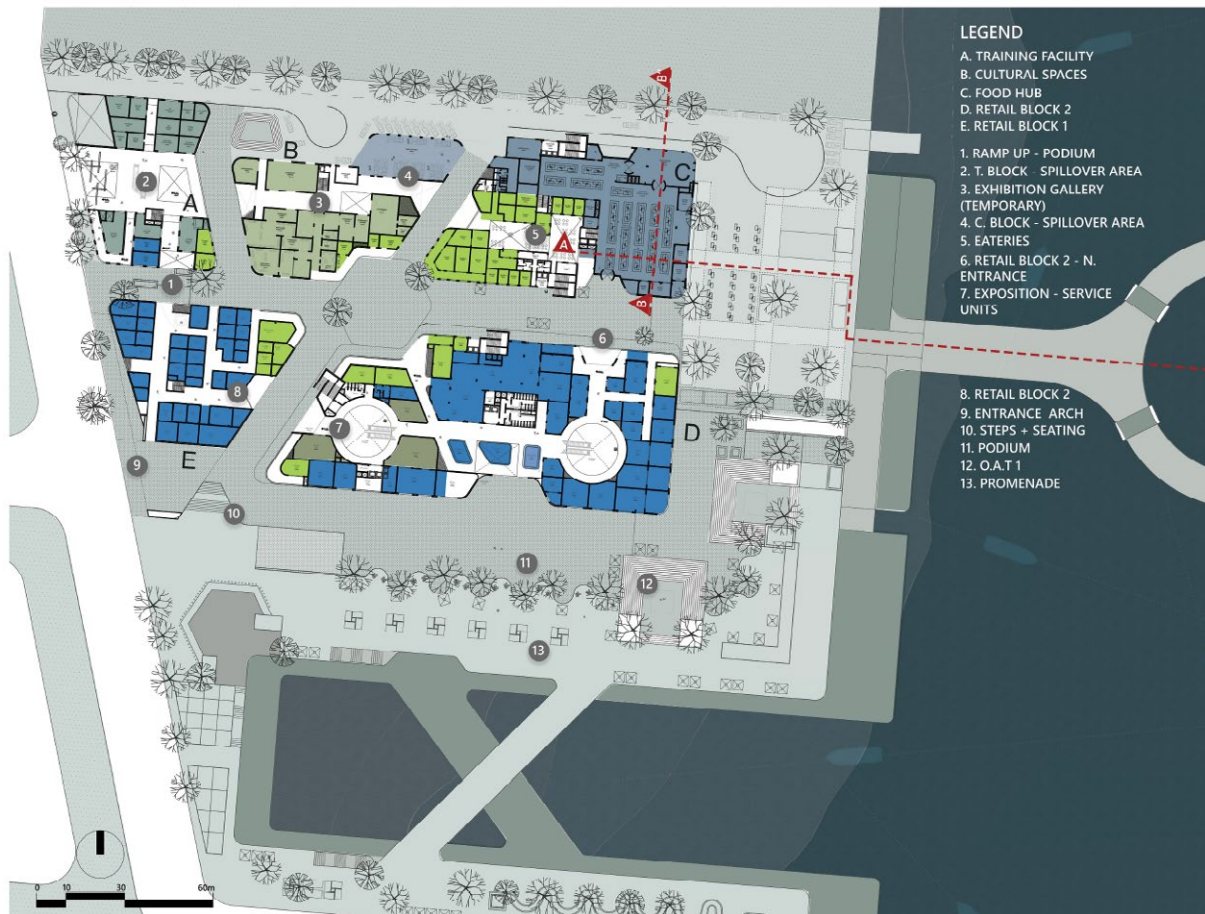 LEGEND
A. TRAINING FACILITY
B. CULTURAL SPACES
C. FOOD HUB
D. RETAIL BLOCK 2
E. RETAIL BLOCK 1
1. RAMP UP - PODIUM
2. T. BLOCK - SPILLOVER AREA
3. EXHIBITION GALLERY
(TEMPORARY)
4. C. BLOCK - SPILLOVER AREA
5. EATERIES
6. RETAIL BLOCK 2 - N.
ENTRANCE
7. EXPOSITION - SERVICE
UNITS
8. RETAIL BLOCK 2
9. ENTRANCE ARCH
10. STEPS + SEATING
11. PODIUM
12. O.A.T 1
13. PROMENADE
B'
B
C
4
2
3
A
5
A
B'
1
6
8
7
D
E
9
10
11
12
13
0 10 30 60m